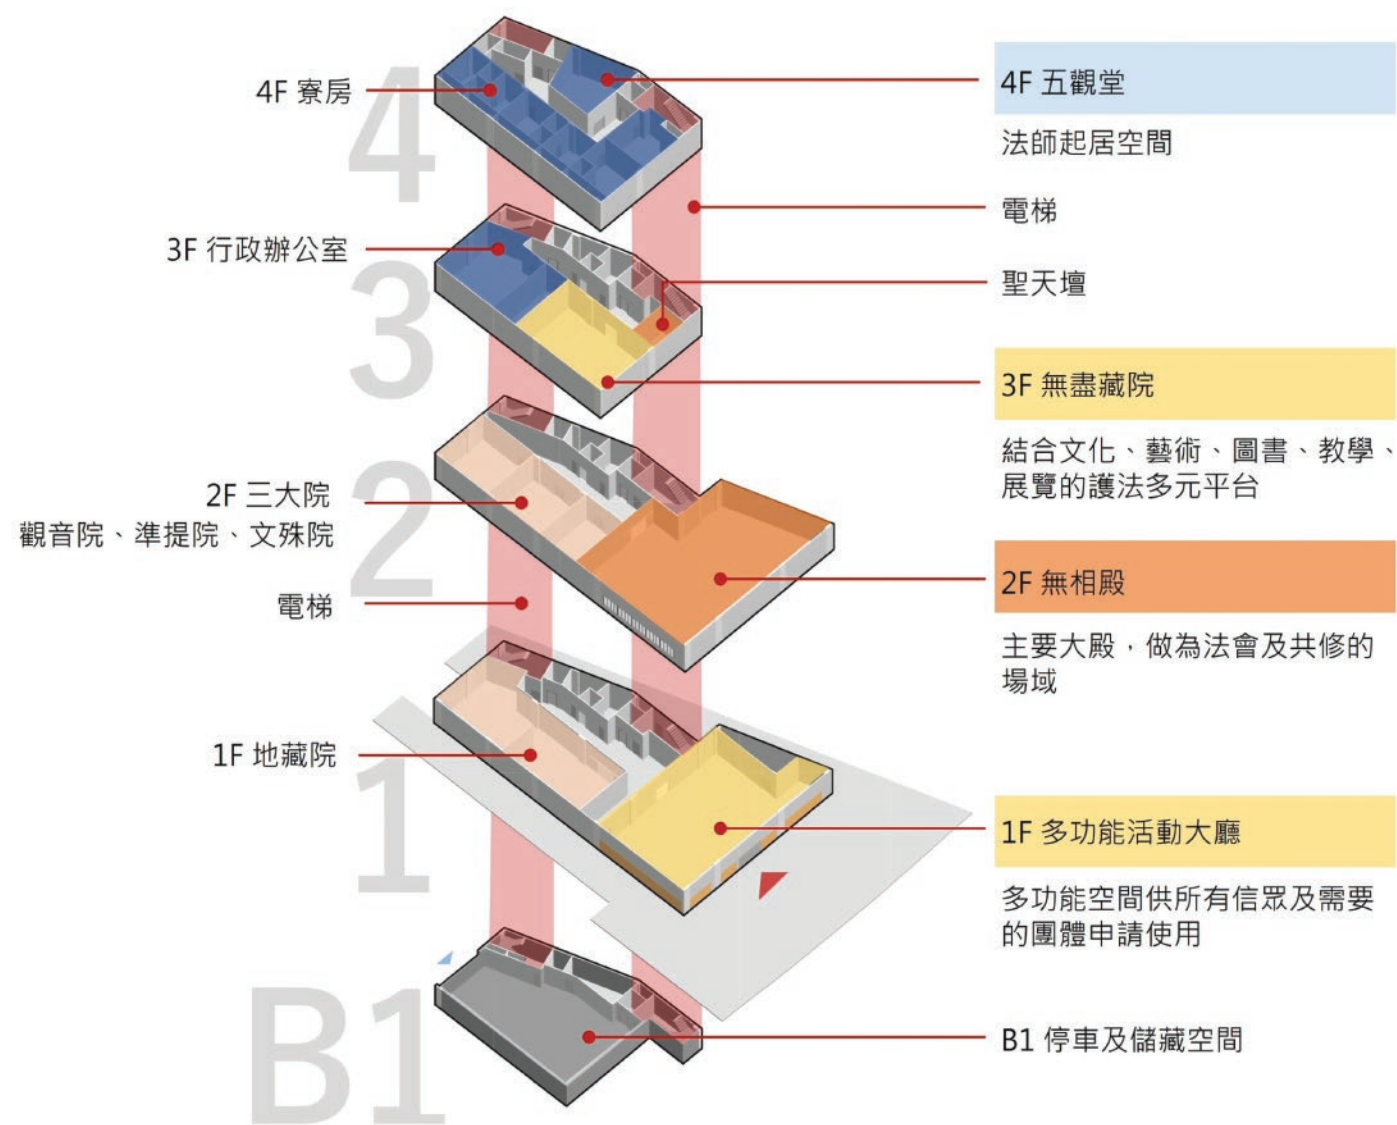 4
4F 寮房
4F 五觀堂
法師起居空間
電梯
3
3F 行政辦公室
聖天壇
3F 無盡藏院
結合文化、藝術、圖書、教學、
展覽的護法多元平台
2
2F 三大院
觀音院、準提院、文殊院
電梯
2F 無相殿
主要大殿，做為法會及共修的
場域
1
1F 地藏院
1F 多功能活動大廳
多功能空間供所有信眾及需要
的團體申請使用
B1
B1 停車及儲藏空間